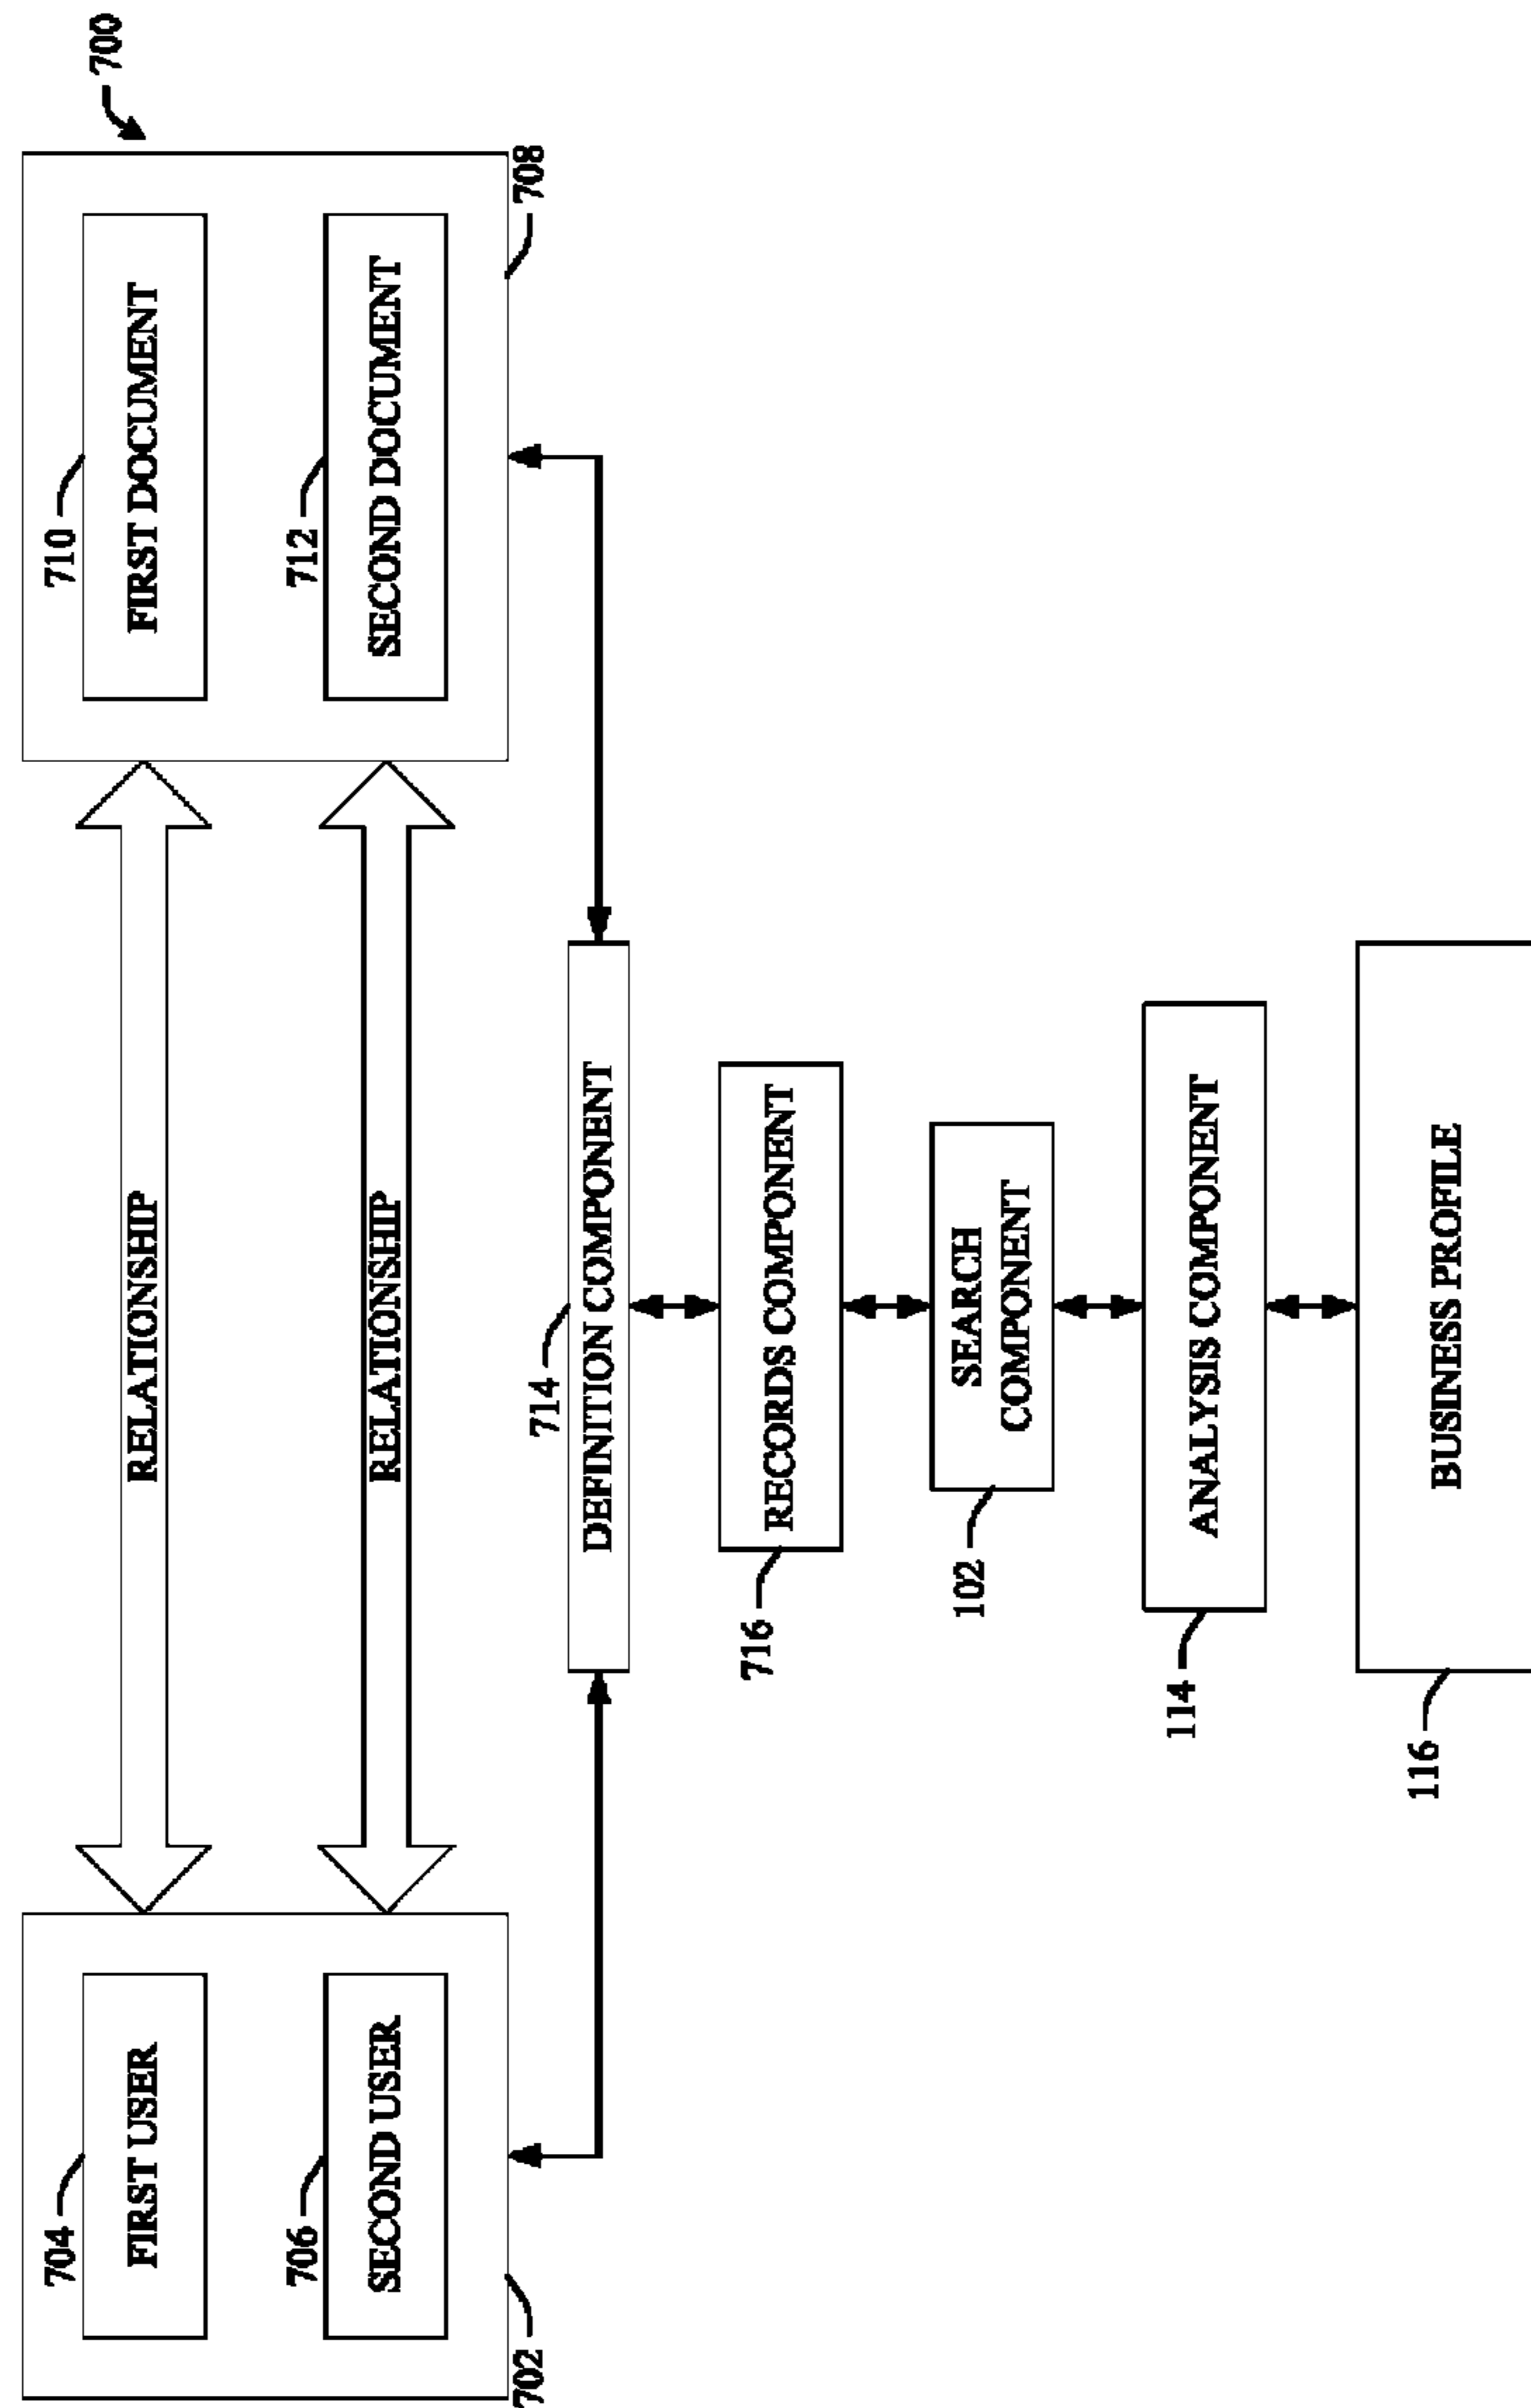 700
704
FIRST USER
706
SECOND USER
702
RELATIONSHIP
RELATIONSHIP
710
FIRST DOCUMENT
712
SECOND DOCUMENT
708
714
DEFINITION COMPONENT
716
RECORDS COMPONENT
102
SEARCH
COMPONENT
114
ANALYSIS COMPONENT
116
BUSINESS PROFILE